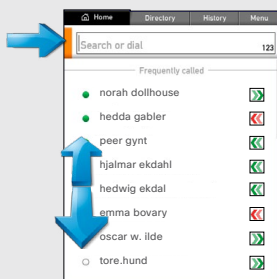 Home Directory History Menu
Search or dial 123
Frequently called
norah dollhouse
hedda gabler
peer gynt
hjalmar ekdahl
hedwig ekdal
emma bovary
oscar w. ilde
tore.hund